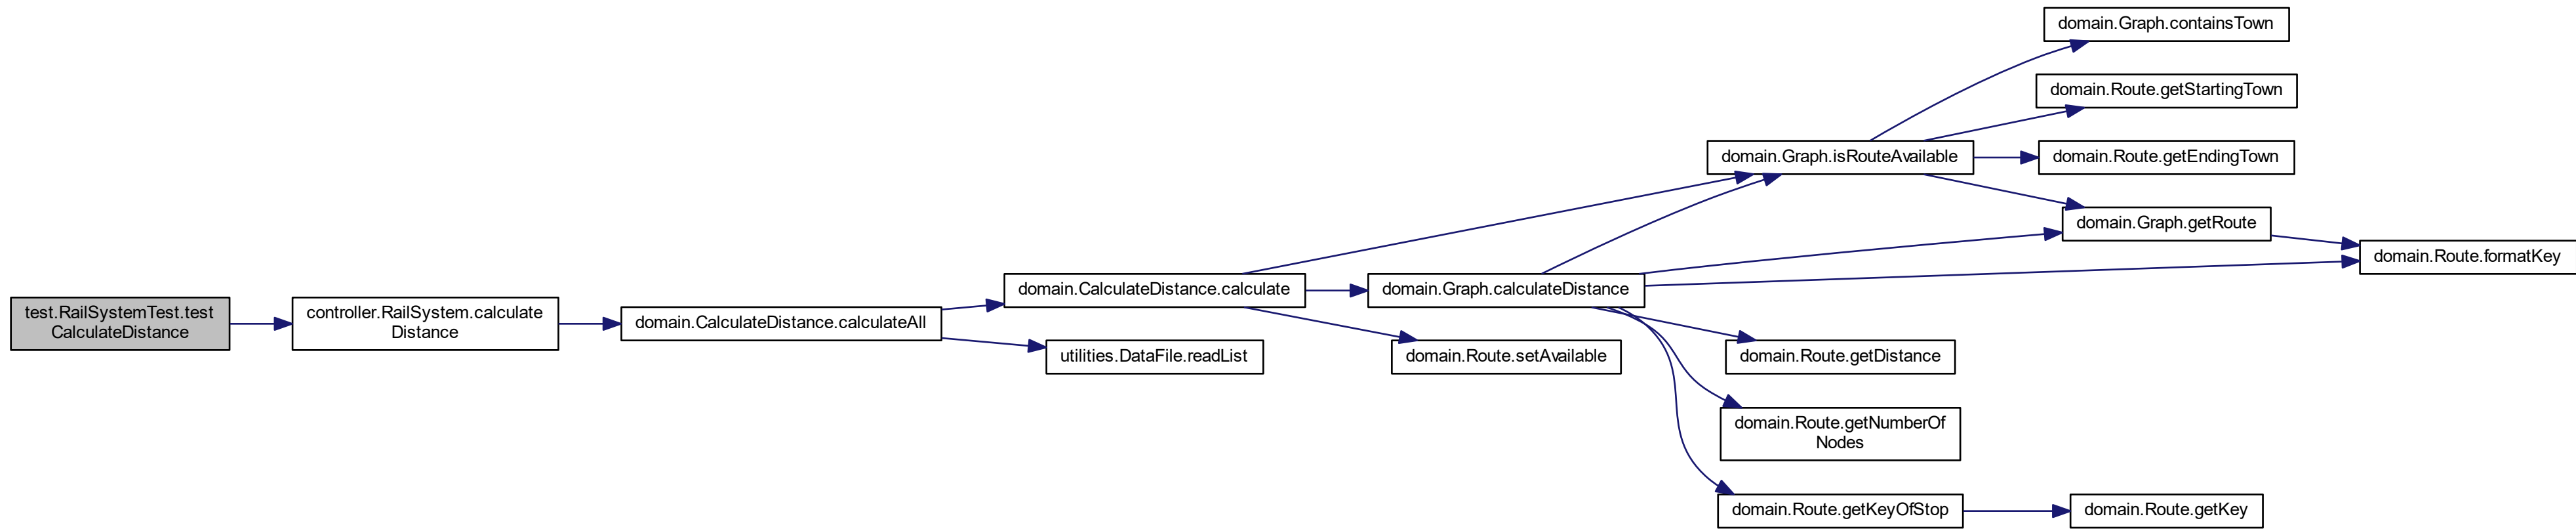 test.RailSystemTest.test
CalculateDistance
controller.RailSystem.calculate
Distance
domain.CalculateDistance.calculateAll
domain.CalculateDistance.calculate
utilities.DataFile.readList
domain.Graph.calculateDistance
domain.Route.setAvailable
domain.Graph.isRouteAvailable
domain.Route.getDistance
domain.Route.getNumberOf
Nodes
domain.Route.getKeyOfStop
domain.Graph.containsTown
domain.Route.getStartingTown
domain.Route.getEndingTown
domain.Graph.getRoute
domain.Route.formatKey
domain.Route.getKey